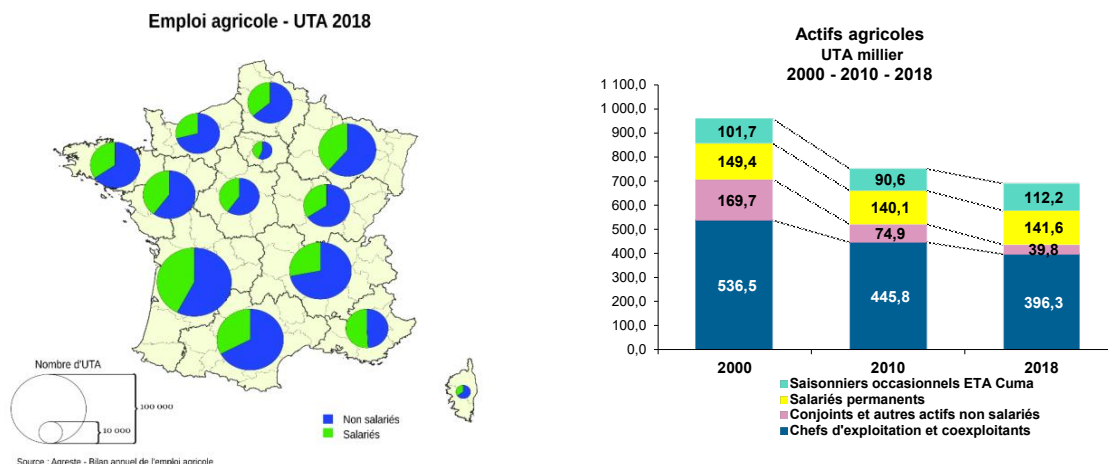 Emploi agricole - UTA 2018
Nombre d'UTA
100 000
10 000
Non salariés
Salariés
Source : Agreste - Bilan annuel de l'emploi agricole
Actifs agricoles
UTA millier
2000 - 2010 - 2018
1 100,0
1 000,0
900,0
800,0
700,0
600,0
500,0
400,0
300,0
200,0
100,0
0,0
101,7
149,4
169,7
536,5
90,6
140,1
74,9
445,8
112,2
141,6
39,8
396,3
2000
2010
2018
Saisonniers occasionnels ETA Cuma
Salariés permanents
Conjoints et autres actifs non salariés
Chefs d'exploitation et coexploitants